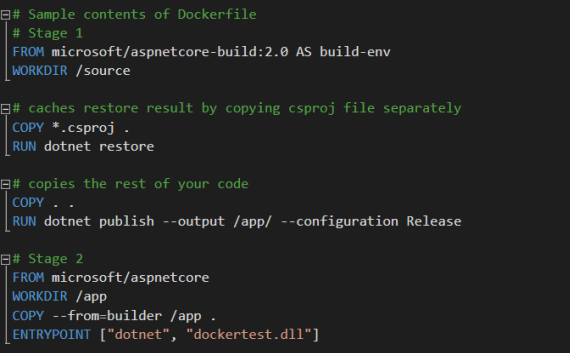 # Sample contents of Dockerfile
# Stage 1
FROM microsoft/aspnetcore-build:2.0 AS build-env
WORKDIR /source
# caches restore result by copying csproj file separately
COPY *.csproj .
RUN dotnet restore
# copies the rest of your code
COPY . .
RUN dotnet publish --output /app/ --configuration Release
# Stage 2
FROM microsoft/aspnetcore
WORKDIR /app
COPY --from=builder /app .
ENTRYPOINT ["dotnet", "dockertest.dll"]